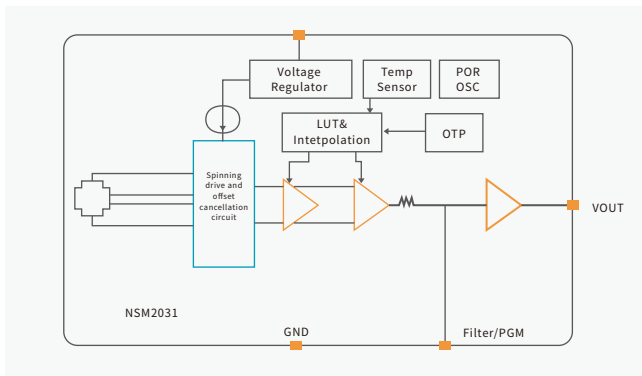 Voltage
Regulator
Temp
Sensor
POR
OSC
LUT&
Intetpolation
OTP
Spinning
drive and
offset
cancellation
circuit
VOUT
NSM2031
GND
Filter/PGM